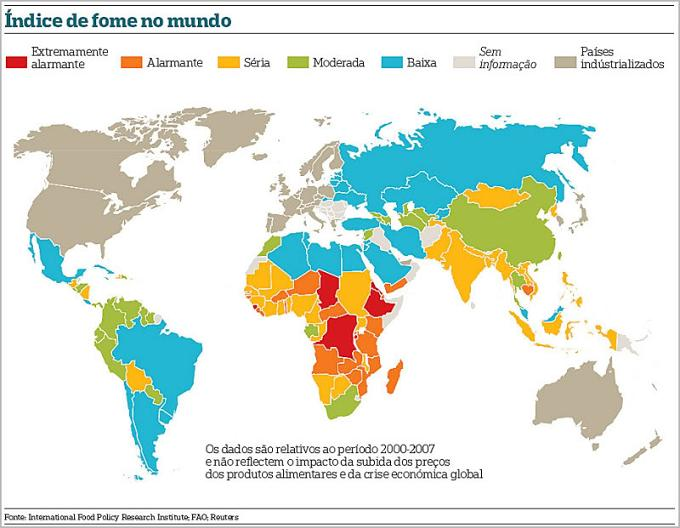 Índice de fome no mundo
Extremamente
alarmante
Alarmante
Séria
Moderada
Baixa
Sem
informação
Países
indústrializados
Os dados são relativos ao período 2000-2007
e não reflectem o impacto da subida dos preços
dos produtos alimentares e da crise económica global
Fonte: International Food Policy Research Institute; FAO; Reuters